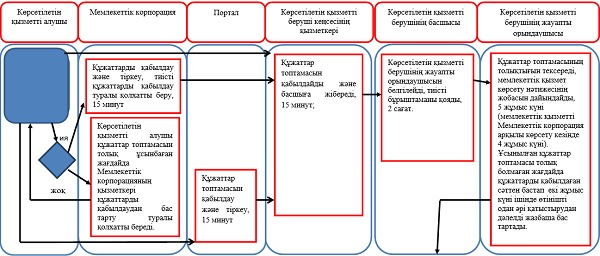 Көрсетілетін
қызметті алушы
Мемлекеттік корпорация
Портал
Көрсетілетін қызметті
беруші кеңсесінің
қызметкері
Көрсетілетін қызметті
берушінің басшысы
Көрсетілетін қызметті
берушінің жауапты
орындаушысы
ия
жоқ
Құжаттарды қабылдау
және тіркеу, тиісті
құжаттарды қабылдау
туралы қолхатты беру,
15 минут
Көрсетілетін
қызметті алушы
құжаттар топтамасын
толық ұсынбаған
жағдайда
Мемлекеттік
корпорацияның
қызметкері
құжаттарды
қабылдаудан бас
тарту туралы
қолхатты береді.
Құжаттар
топтамасын
қабылдау
және тіркеу,
15 минут
Құжаттар
топтамасын
қабылдайды және
басшыға жібереді,
15 минут;
Көрсетілетін қызметті
берушінің жауапты
орындаушысын
белгілейді, тиісті
бұрыштаманы қояды,
2 сағат.
Құжаттар топтамасының
толықтығын тексереді,
мемлекеттік қызмет
көрсету нәтижесінің
жобасын дайындайды,
5 жұмыс күні
(мемлекеттік қызметті
Мемлекеттік корпорация
арқылы көрсету кезінде
4 жұмыс күні).
Ұсынылған құжаттар
топтамасы толық
болмаған жағдайда
құжаттарды қабылдаған
сәттен бастап екі жұмыс
күні ішінде өтінішті
одан әрі қатыстырудан
дәлелді жазбаша бас
тартады.